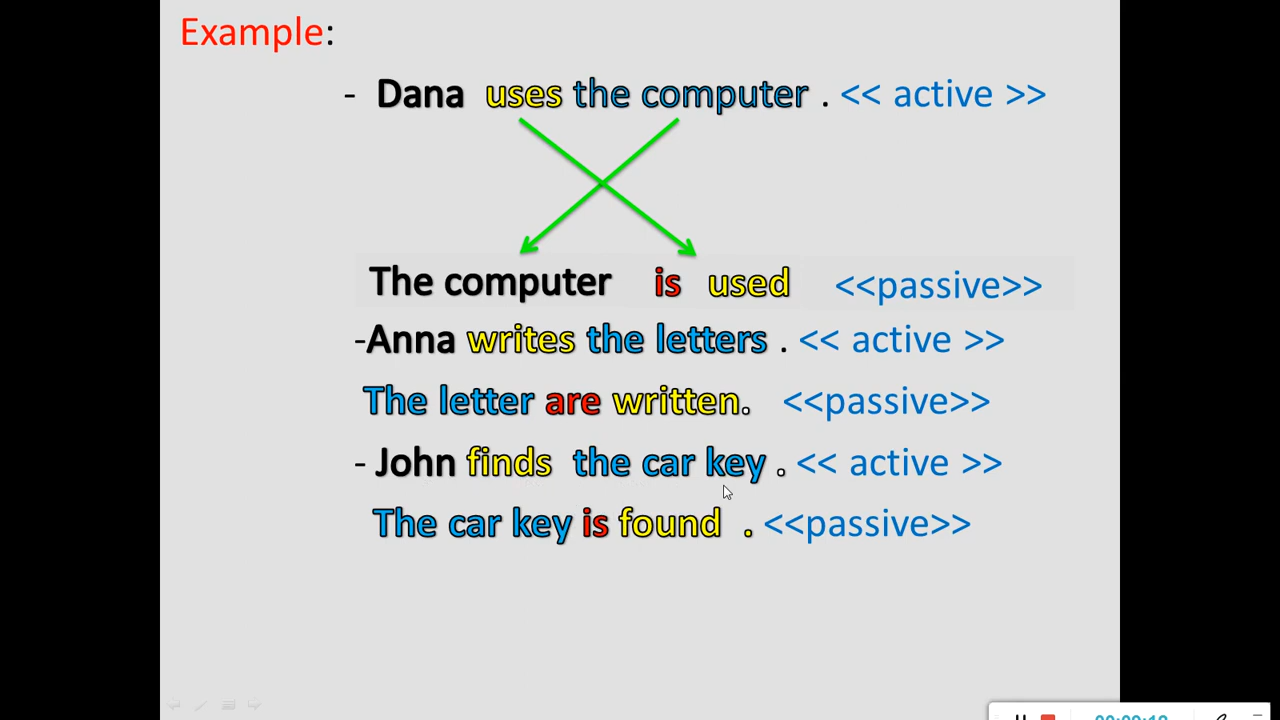 Example:
- Dana uses the computer . << active >>
The computer is used <<passive>>
-Anna writes the letters . << active >>
The letter are written. <<passive>>
- John finds the car key . << active >>
The car key is found . <<passive>>